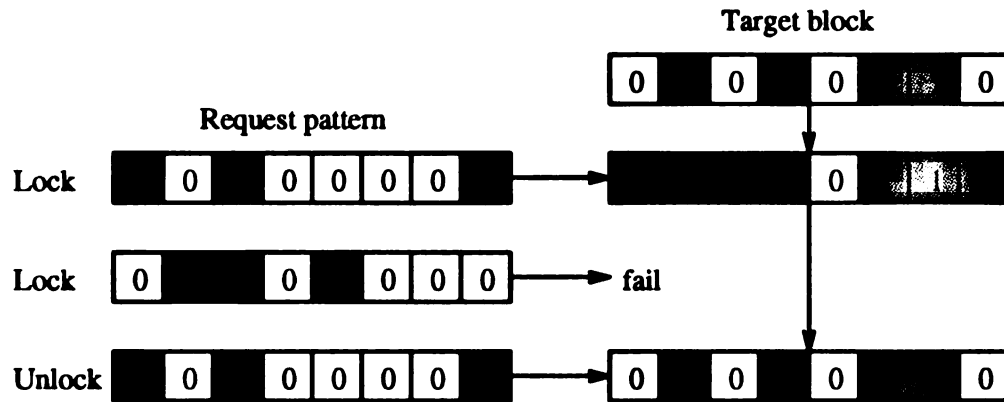 Target block
0 0 0 0
Request pattern
Lock 0 0 0 0 0 0
Lock 0 0 0 0 0 fail
Unlock 0 0 0 0 0 0 0 0 0